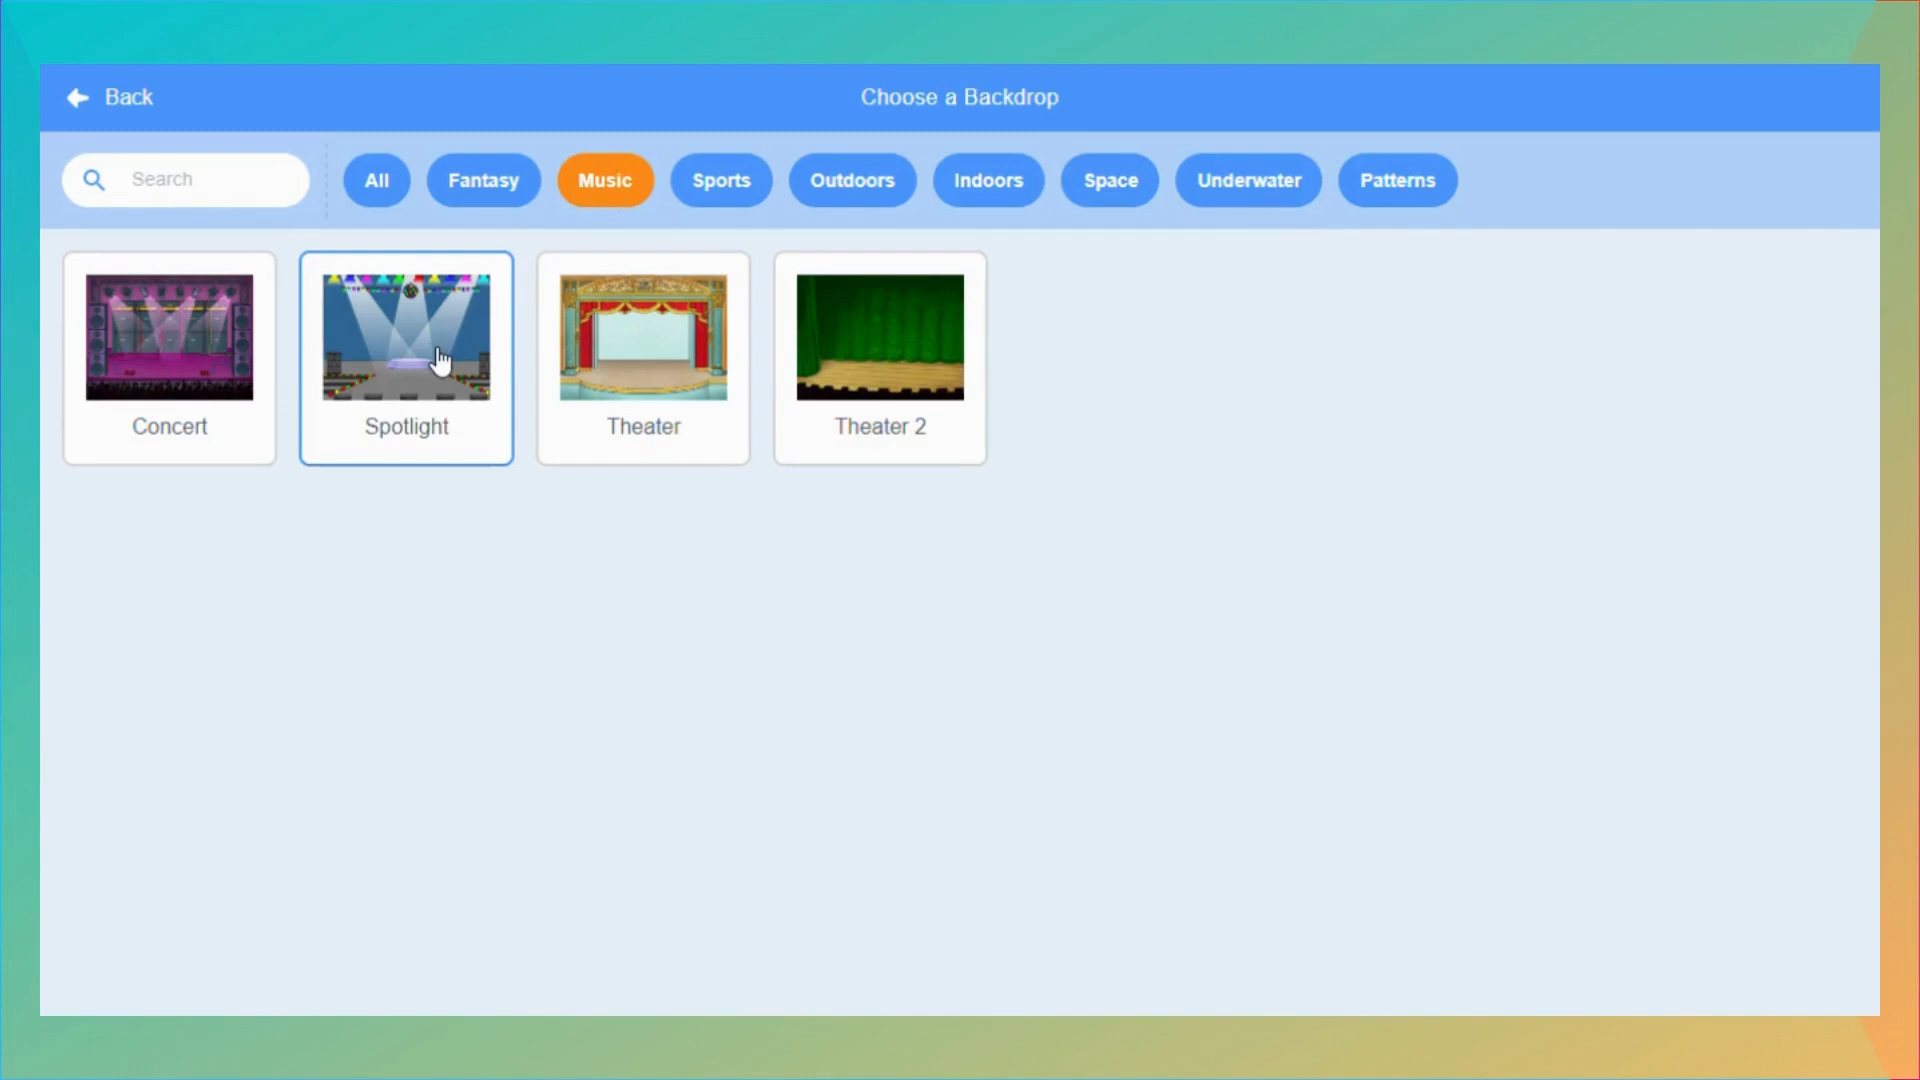 Back
Choose a Backdrop
Search
All
Fantasy
Music
Sports
Outdoors
Indoors
Space
Underwater
Patterns
Concert
Spotlight
Theater
Theater 2